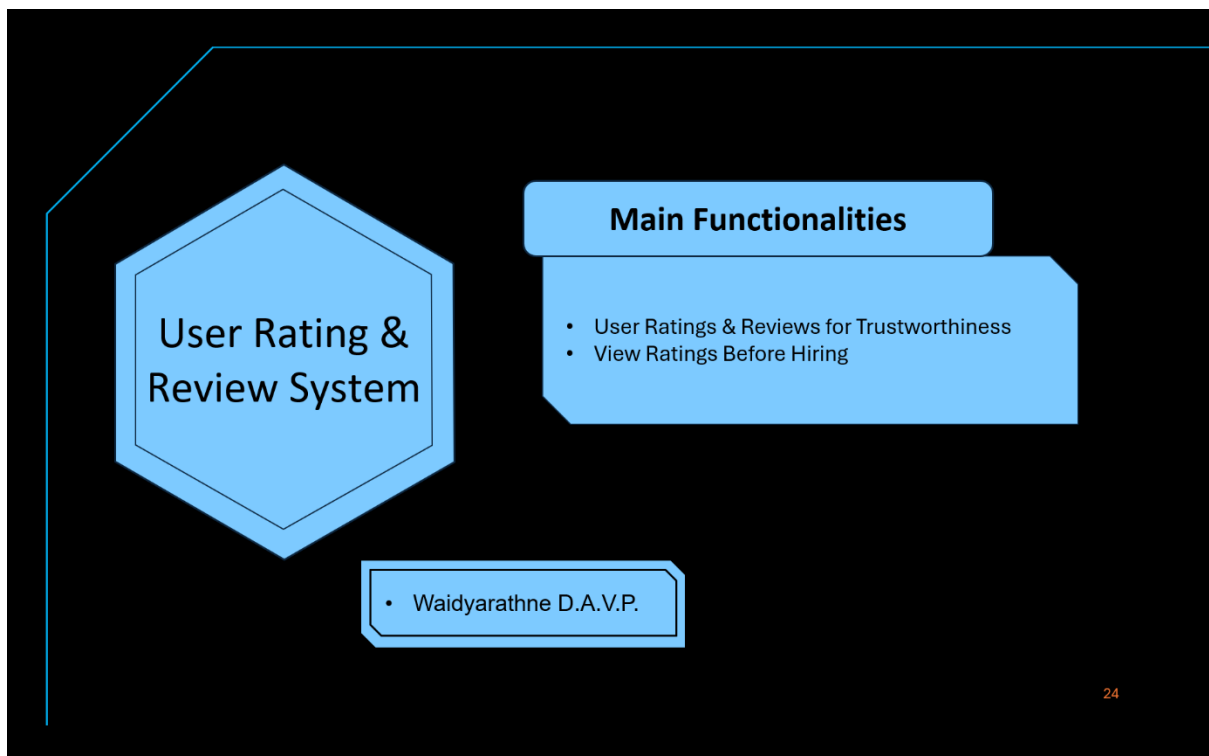 User Rating &
Review System
Main Functionalities
• User Ratings & Reviews for Trustworthiness
• View Ratings Before Hiring
• Waidyarathne D.A.V.P.
24